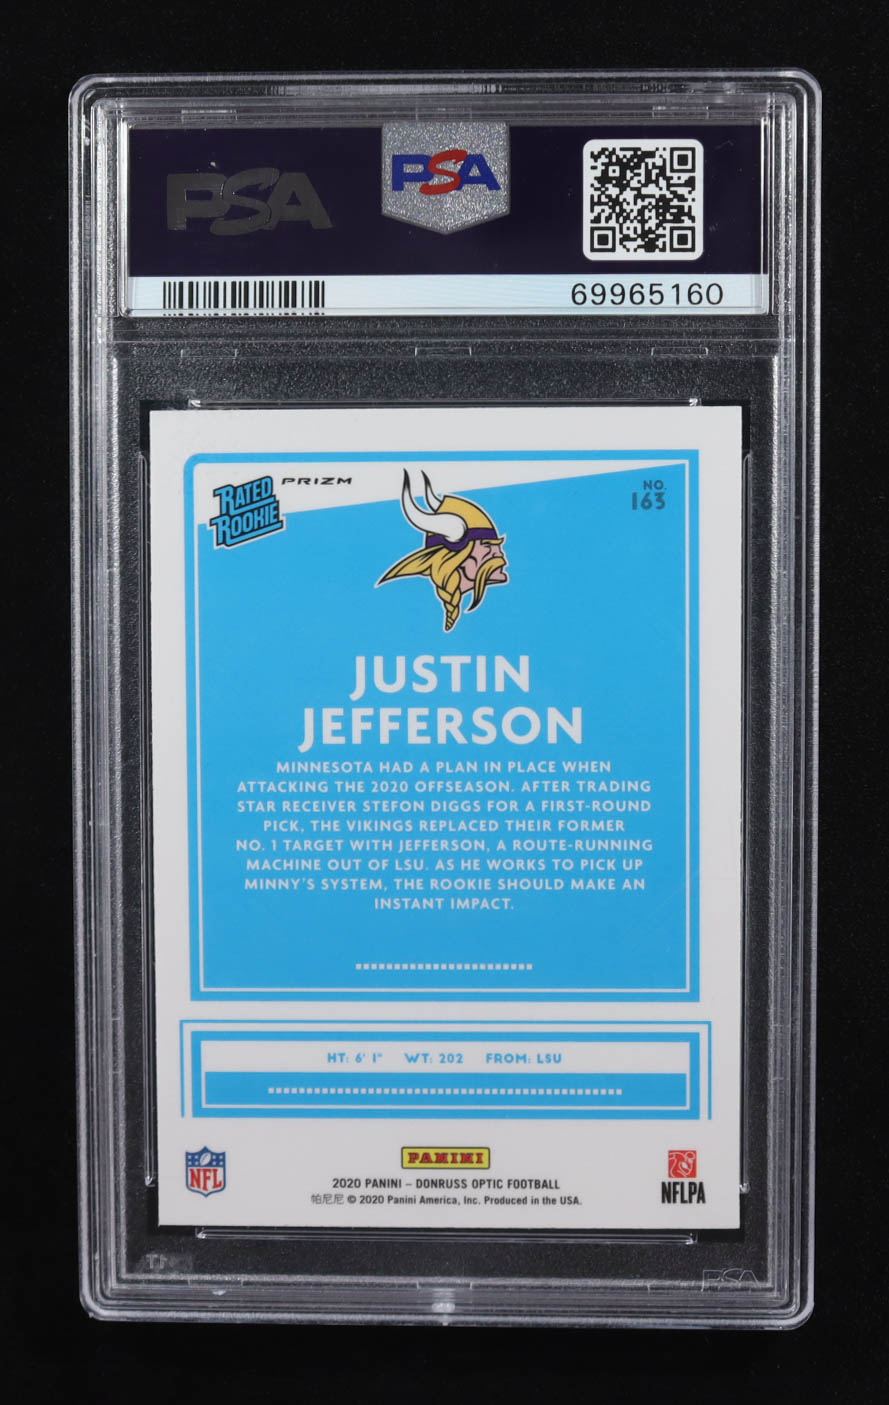 PSA
PSA
69965160
RATED
ROOKIE
PRIZM
NO.
163
JUSTIN
JEFFERSON
MINNESOTA HAD A PLAN IN PLACE WHEN
ATTACKING THE 2020 OFFSEASON. AFTER TRADING
STAR RECEIVER STEFON DIGGS FOR A FIRST-ROUND
PICK, THE VIKINGS REPLACED THEIR FORMER
NO. 1 TARGET WITH JEFFERSON, A ROUTE-RUNNING
MACHINE OUT OF LSU. AS HE WORKS TO PICK UP
MINNY'S SYSTEM, THE ROOKIE SHOULD MAKE AN
INSTANT IMPACT.
HT: 6' 1" WT: 202 FROM: LSU
NFL
PANINI
2020 PANINI – DONRUSS OPTIC FOOTBALL
帕尼尼 © 2020 Panini America, Inc. Produced in the USA.
NFLPA
PSA